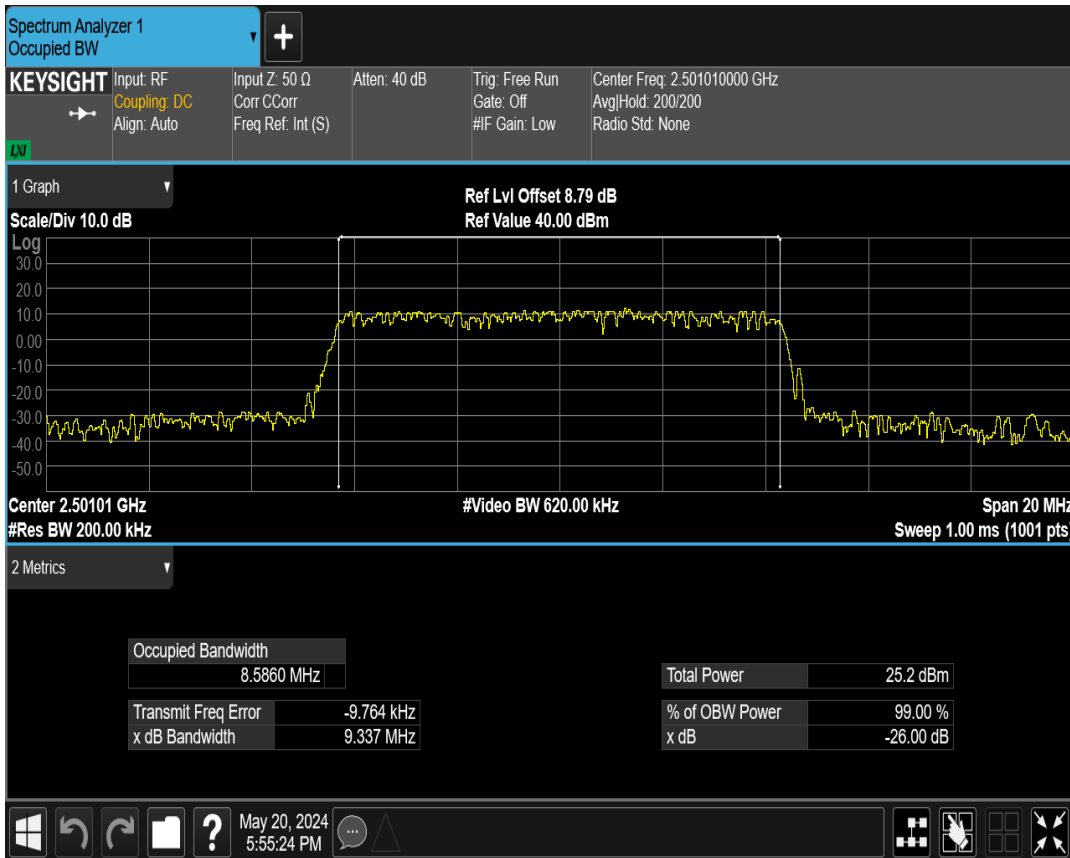 Spectrum Analyzer 1
Occupied BW
+
KEYSIGHT
LXI
Input: RF
Coupling: DC
Align: Auto
Input Z: 50 Ω
Corr CCorr
Freq Ref: Int (S)
Atten: 40 dB
Trig: Free Run
Gate: Off
#IF Gain: Low
Center Freq: 2.501010000 GHz
Avg|Hold: 200/200
Radio Std: None
1 Graph
Scale/Div 10.0 dB
Ref Lvl Offset 8.79 dB
Ref Value 40.00 dBm
Log
30.0
20.0
10.0
0.00
-10.0
-20.0
-30.0
-40.0
-50.0
Center 2.50101 GHz
#Res BW 200.00 kHz
#Video BW 620.00 kHz
Span 20 MHz
Sweep 1.00 ms (1001 pts)
2 Metrics
Occupied Bandwidth
8.5860 MHz
Transmit Freq Error -9.764 kHz
x dB Bandwidth 9.337 MHz
Total Power 25.2 dBm
% of OBW Power 99.00 %
x dB -26.00 dB
?
May 20, 2024
5:55:24 PM